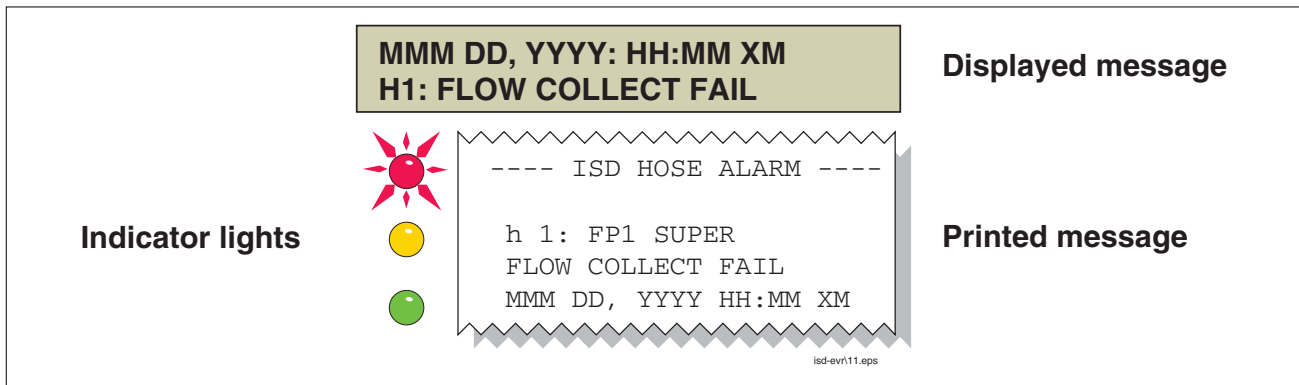 MMM DD, YYYY: HH:MM XM
H1: FLOW COLLECT FAIL
Displayed message
Indicator lights
---- ISD HOSE ALARM ----
h 1: FP1 SUPER
FLOW COLLECT FAIL
MMM DD, YYYY HH:MM XM
Printed message
isd-evr\11.eps